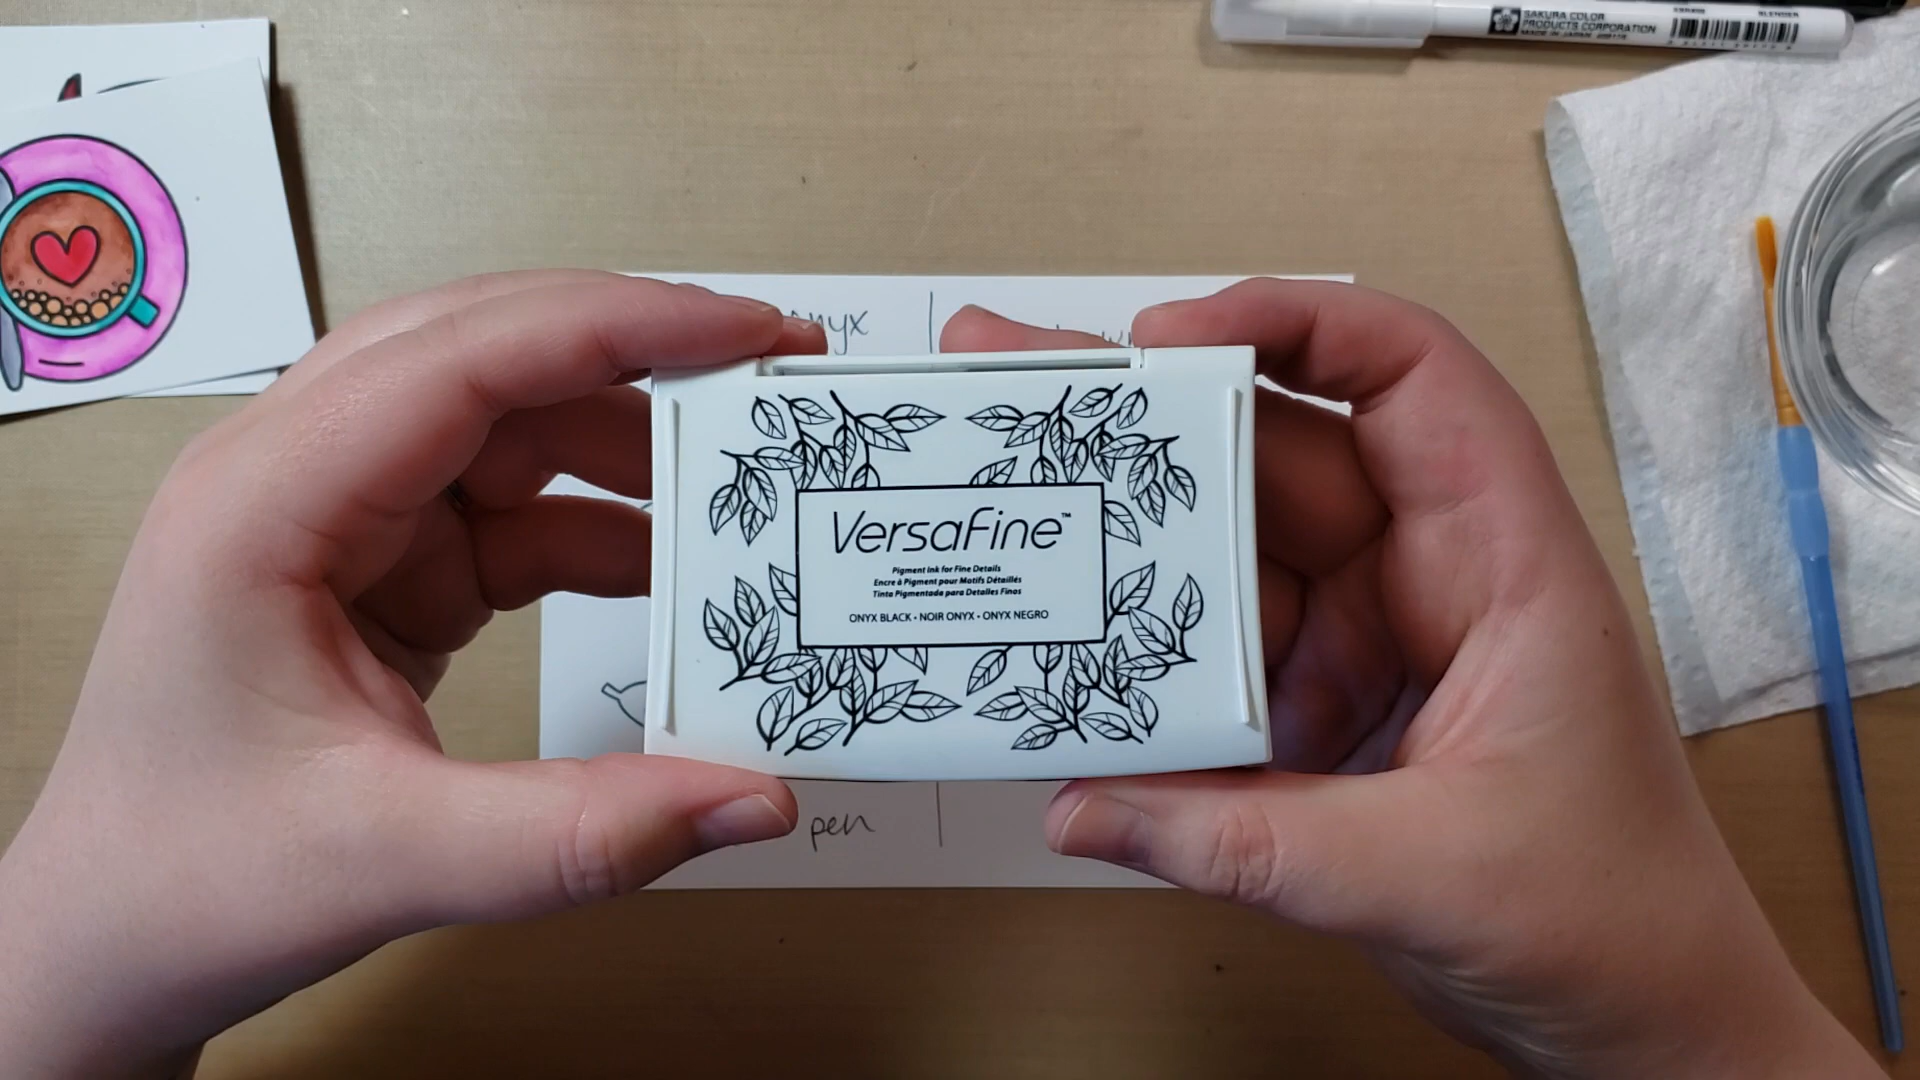 SAKURA COLOR
PRODUCTS CORPORATION
MADE IN JAPAN
BLENDER
onyx
VersaFine™
Pigment Ink for Fine Details
Encre à Pigment pour Motifs Détaillés
Tinta Pigmentada para Detalles Finos
ONYX BLACK • NOIR ONYX • ONYX NEGRO
pen